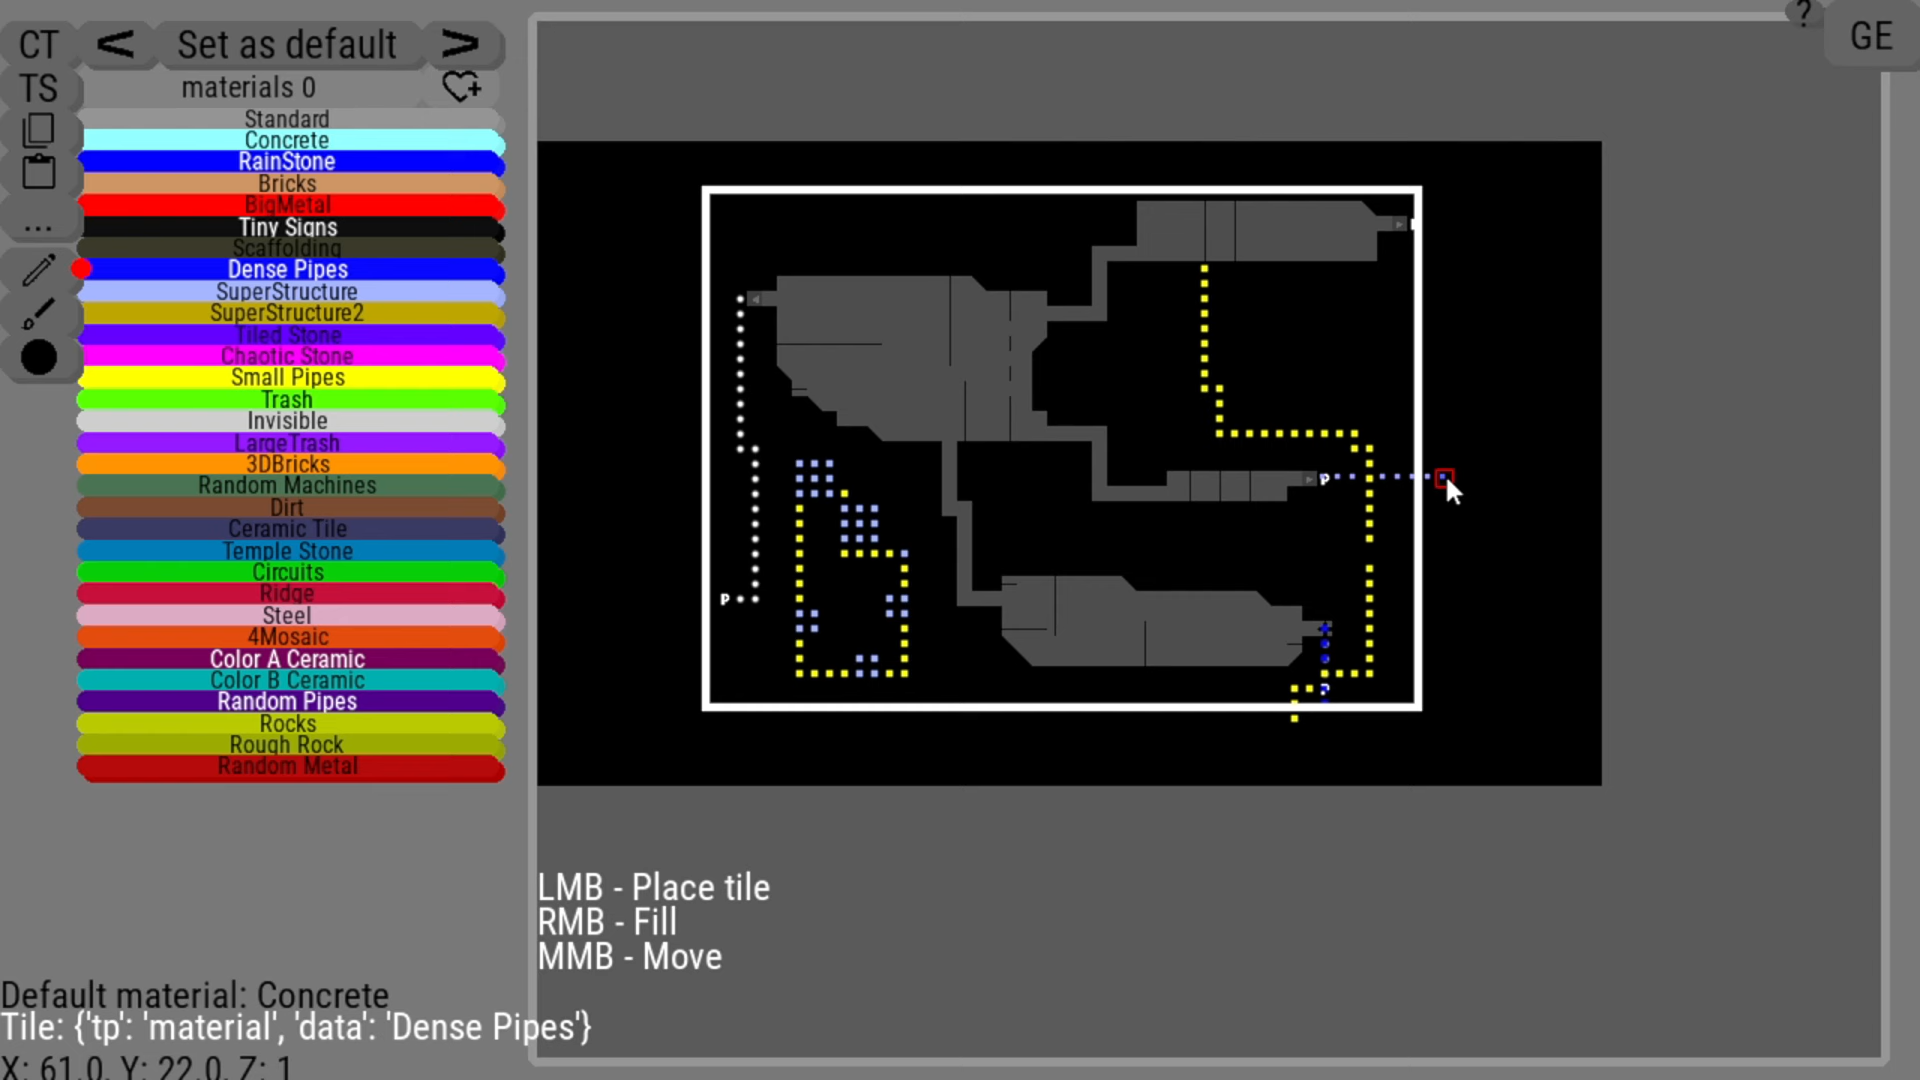 CT < Set as default > ? GE
TS materials 0
Standard
Concrete
RainStone
Bricks
BigMetal
Tiny Signs
...
Scaffolding
Dense Pipes
SuperStructure
SuperStructure2
Tiled Stone
Chaotic Stone
Small Pipes
Trash
Invisible
LargeTrash
3DBricks
Random Machines
Dirt
Ceramic Tile
Temple Stone
Circuits
Ridge
Steel
4Mosaic
Color A Ceramic
Color B Ceramic
Random Pipes
Rocks
Rough Rock
Random Metal
P
P
LMB - Place tile
RMB - Fill
MMB - Move
Default material: Concrete
Tile: {'tp': 'material', 'data': 'Dense Pipes'}
X: 61.0, Y: 22.0, Z: 1